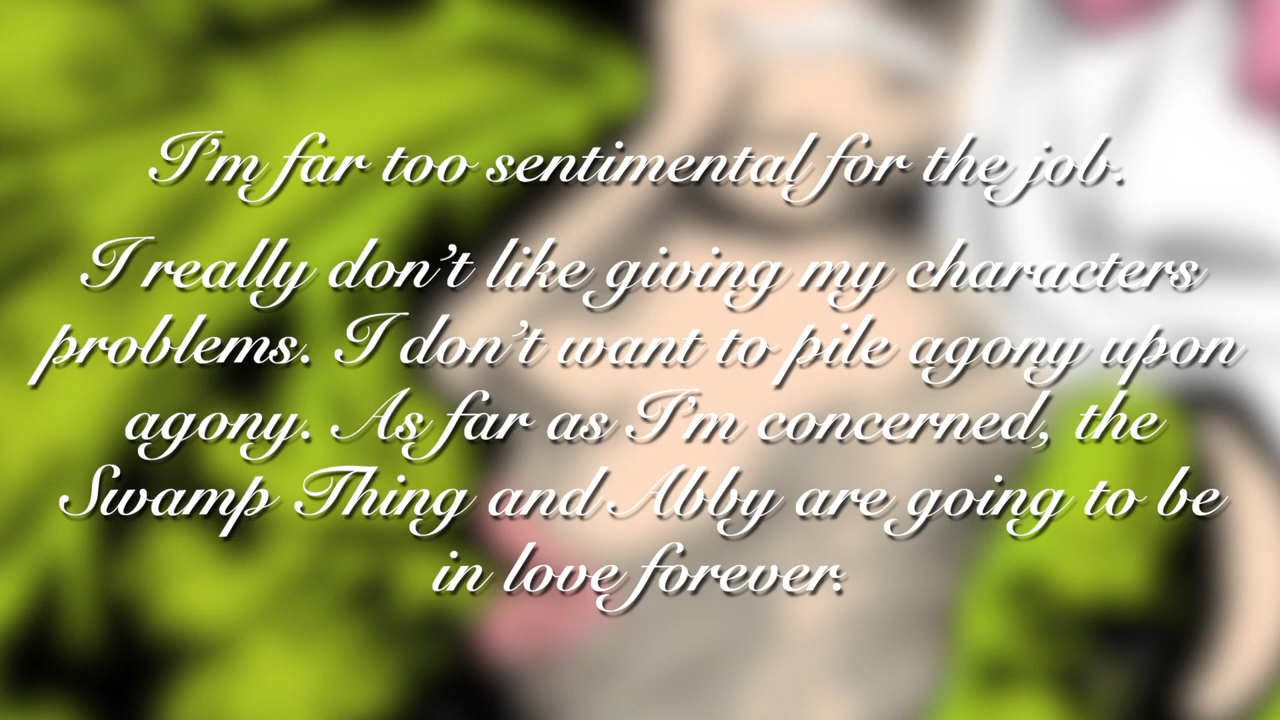 I'm far too sentimental for the job.
I really don't like giving my characters
problems. I don't want to pile agony upon
agony. As far as I'm concerned, the
Swamp Thing and Abby are going to be
in love forever.